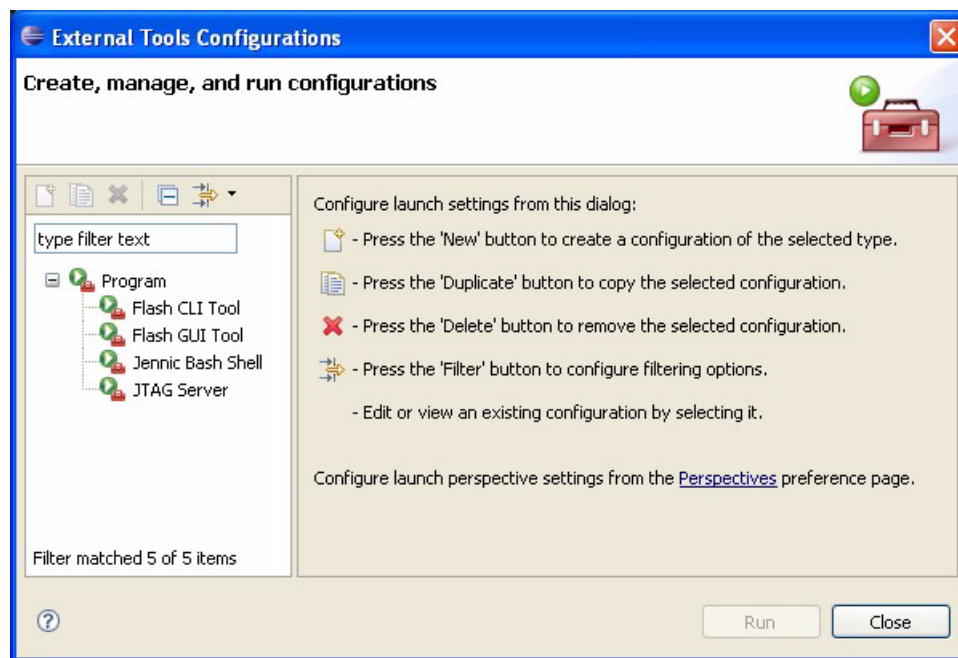 External Tools Configurations
Create, manage, and run configurations
type filter text
Program
Flash CLI Tool
Flash GUI Tool
Jennic Bash Shell
JTAG Server
Filter matched 5 of 5 items
Configure launch settings from this dialog:
- Press the 'New' button to create a configuration of the selected type.
- Press the 'Duplicate' button to copy the selected configuration.
- Press the 'Delete' button to remove the selected configuration.
- Press the 'Filter' button to configure filtering options.
- Edit or view an existing configuration by selecting it.
Configure launch perspective settings from the Perspectives preference page.
Run
Close